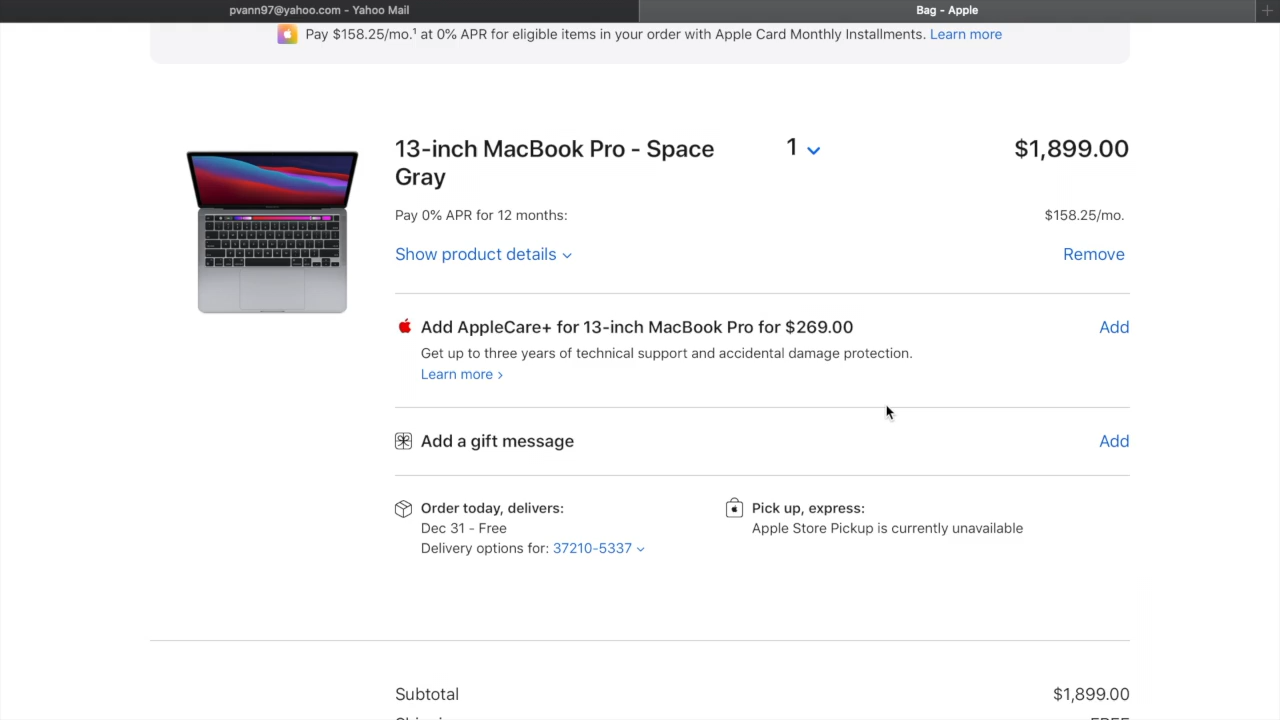 pvann97@yahoo.com - Yahoo Mail
Bag - Apple
Pay $158.25/mo.¹ at 0% APR for eligible items in your order with Apple Card Monthly Installments. Learn more
13-inch MacBook Pro - Space
Gray
1
$1,899.00
Pay 0% APR for 12 months:
$158.25/mo.
Show product details
Remove
Add AppleCare+ for 13-inch MacBook Pro for $269.00
Add
Get up to three years of technical support and accidental damage protection.
Learn more >
Add a gift message
Add
Order today, delivers:
Dec 31 - Free
Delivery options for: 37210-5337
Pick up, express:
Apple Store Pickup is currently unavailable
Subtotal
$1,899.00